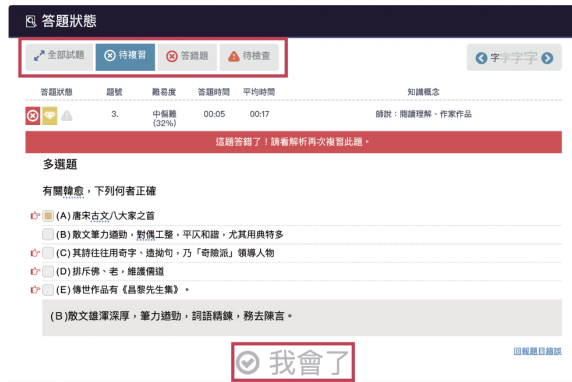 答題狀態
全部試題 待複習 答錯題 待檢查 字字字字
答題狀態 題號 難易度 答題時間 平均時間 知識概念
3. 中偏難 00:05 00:17 師說：閱讀理解、作家作品
(32%)
這題答錯了！請看解析再次複習此題。
多選題
有關韓愈，下列何者正確
(A)唐宋古文八大家之首
(B)散文筆力遒勁，對偶工整，平仄和諧，尤其用典特多
(C)其詩往往用奇字、造拗句，乃「奇險派」領導人物
(D)排斥佛、老，維護儒道
(E)傳世作品有《昌黎先生集》。
(B)散文雄渾深厚，筆力遒勁，詞語精鍊，務去陳言。
我會了
回報題目錯誤